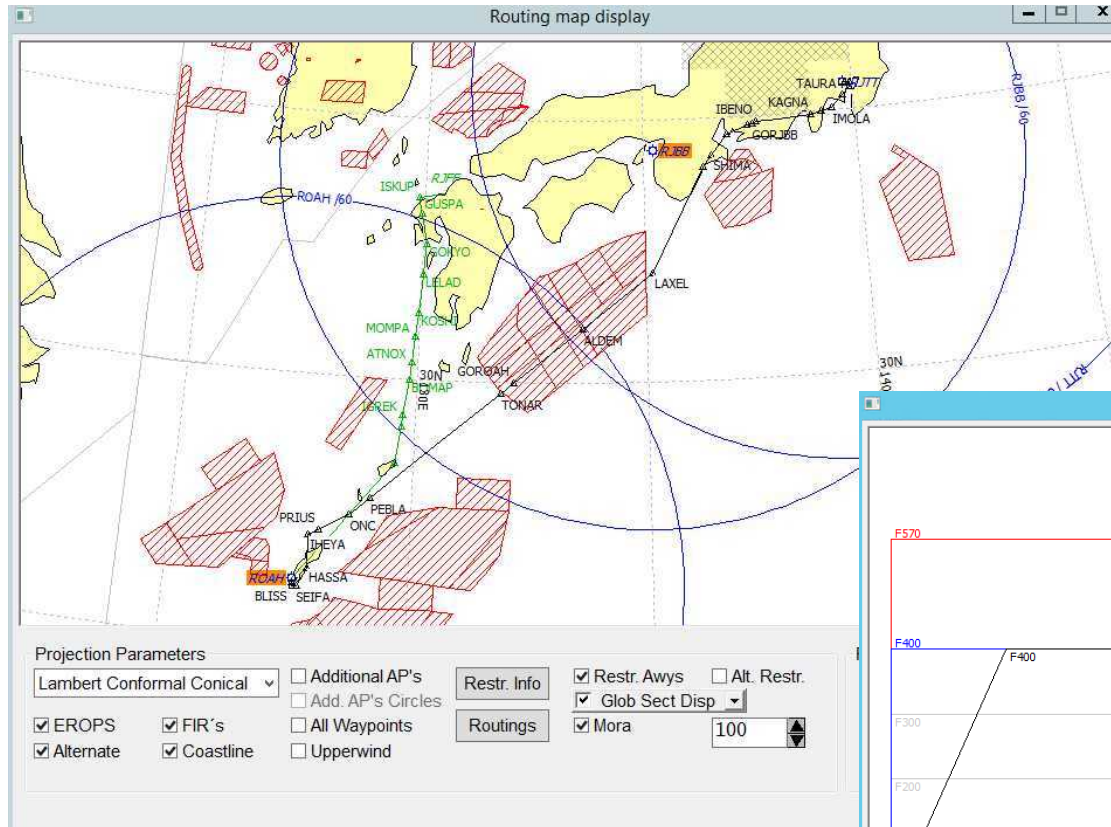 Routing map display
TAURA
RJTT
IBENO
KAGNA
IMOLA
GORJBB
RJBB
SHIMA
RJBB /60
ISKUP
RJFF
ROAH /60
GUSPA
GOKYO
LELAD
LAXEL
KOSHI
MOMPA
ALDEM
ATNOX
GOROAH
30N
130E
30N
140
BOMAP
TONAR
IGREK
PEBLA
PRIUS
ONC
IHEYA
ROAH
HASSA
BLISS
SEIFA
F570
F400
F400
F300
F200
Projection Parameters
Lambert Conformal Conical
Additional AP's
Restr. Info
Restr. Awys
Alt. Restr.
Add. AP's Circles
Glob Sect Disp
EROPS
FIR´s
All Waypoints
Routings
Mora
100
Alternate
Coastline
Upperwind